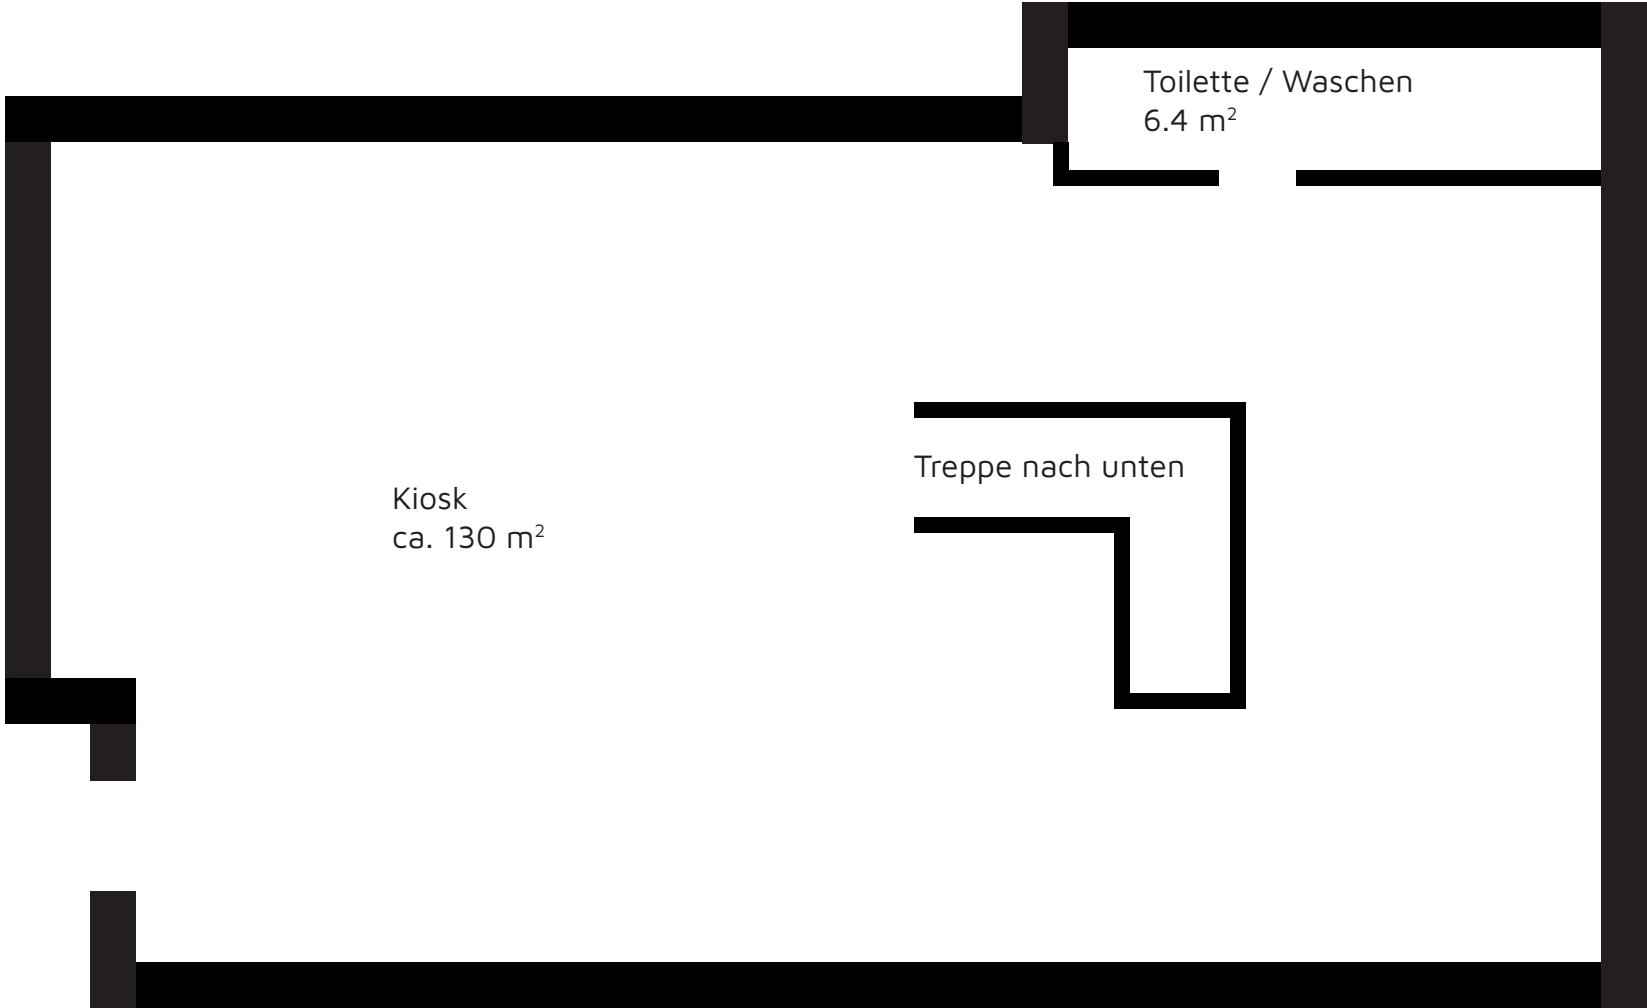 Toilette / Waschen
6.4 m²
Treppe nach unten
Kiosk
ca. 130 m²